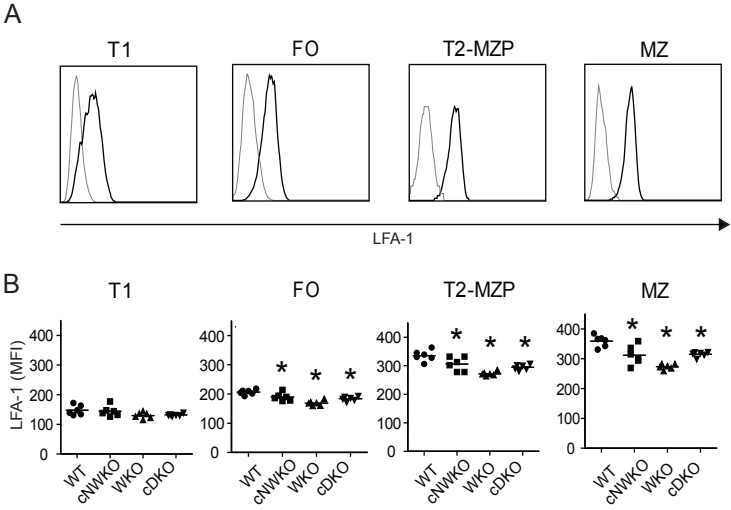 A
T1 FO T2-MZP MZ
LFA-1
B
T1 FO T2-MZP MZ
LFA-1 (MFI)
400
300
200
100
0
WT cNWKO WKO cDKO
400
300
200
100
0
* * *
WT cNWKO WKO cDKO
400
300
200
100
0
* * *
WT cNWKO WKO cDKO
400
300
200
100
0
* * *
WT cNWKO WKO cDKO